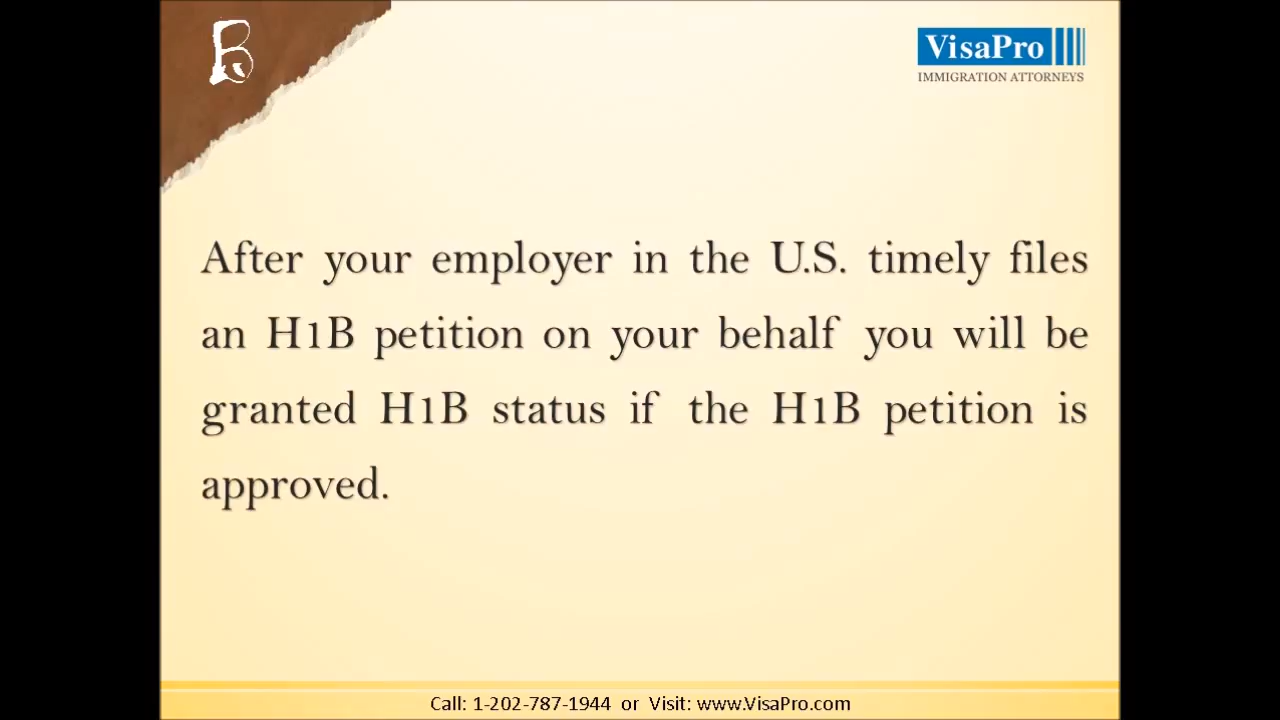 B
VisaPro
IMMIGRATION ATTORNEYS
After your employer in the U.S. timely files
an H1B petition on your behalf you will be
granted H1B status if the H1B petition is
approved.
Call: 1-202-787-1944 or Visit: www.VisaPro.com